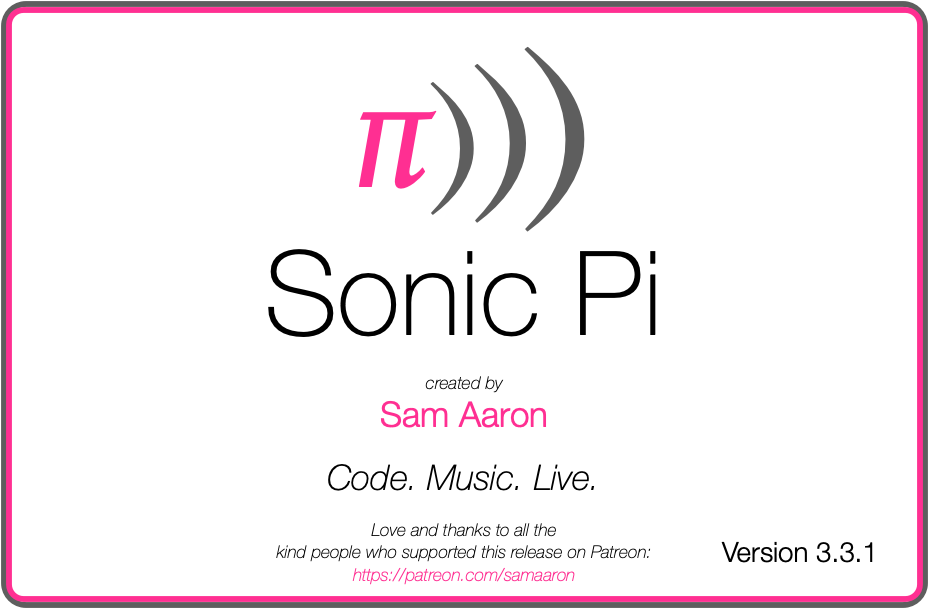 π
Sonic Pi
created by
Sam Aaron
Code. Music. Live.
Love and thanks to all the
kind people who supported this release on Patreon:
https://patreon.com/samaaron
Version 3.3.1